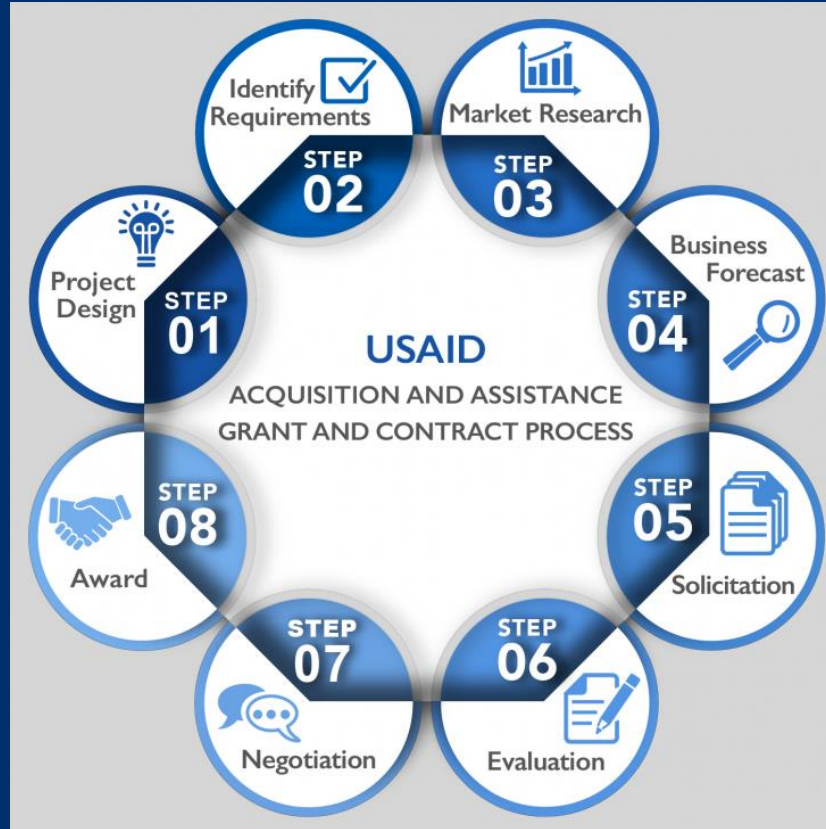 USAID
ACQUISITION AND ASSISTANCE
GRANT AND CONTRACT PROCESS
Project
Design
STEP
01
Identify
Requirements
STEP
02
Market Research
STEP
03
Business
Forecast
STEP
04
STEP
05
Solicitation
STEP
06
Evaluation
STEP
07
Negotiation
STEP
08
Award